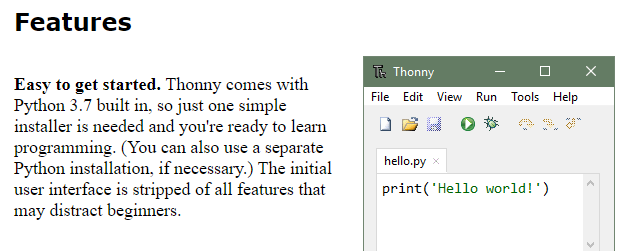 Features
Easy to get started. Thonny comes with
Python 3.7 built in, so just one simple
installer is needed and you're ready to learn
programming. (You can also use a separate
Python installation, if necessary.) The initial
user interface is stripped of all features that
may distract beginners.
Thonny
File Edit View Run Tools Help
hello.py
print('Hello world!')